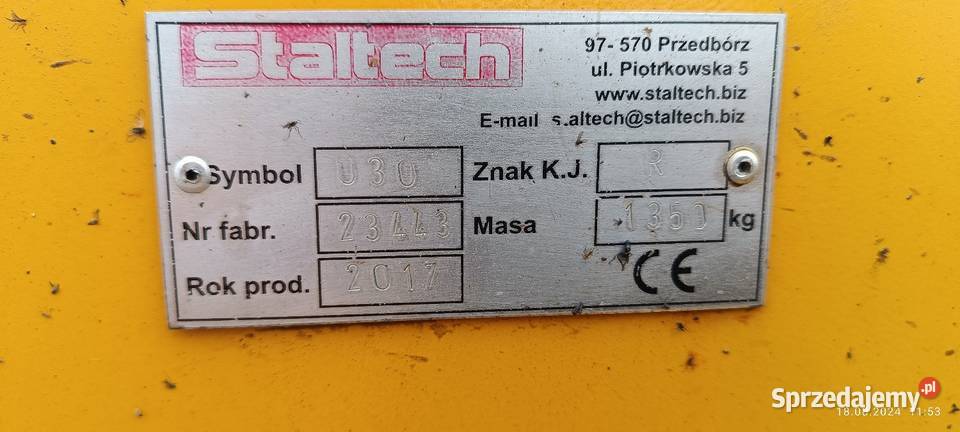 Staltech
97- 570 Przedbórz
ul. Piotrkowska 5
www.staltech.biz
E-mail staltech@staltech.biz
Symbol U30 Znak K.J. R
Nr fabr. 23443 Masa 1350 kg
Rok prod. 2017 CE
Sprzedajemy.pl
18.08.2024 11:53